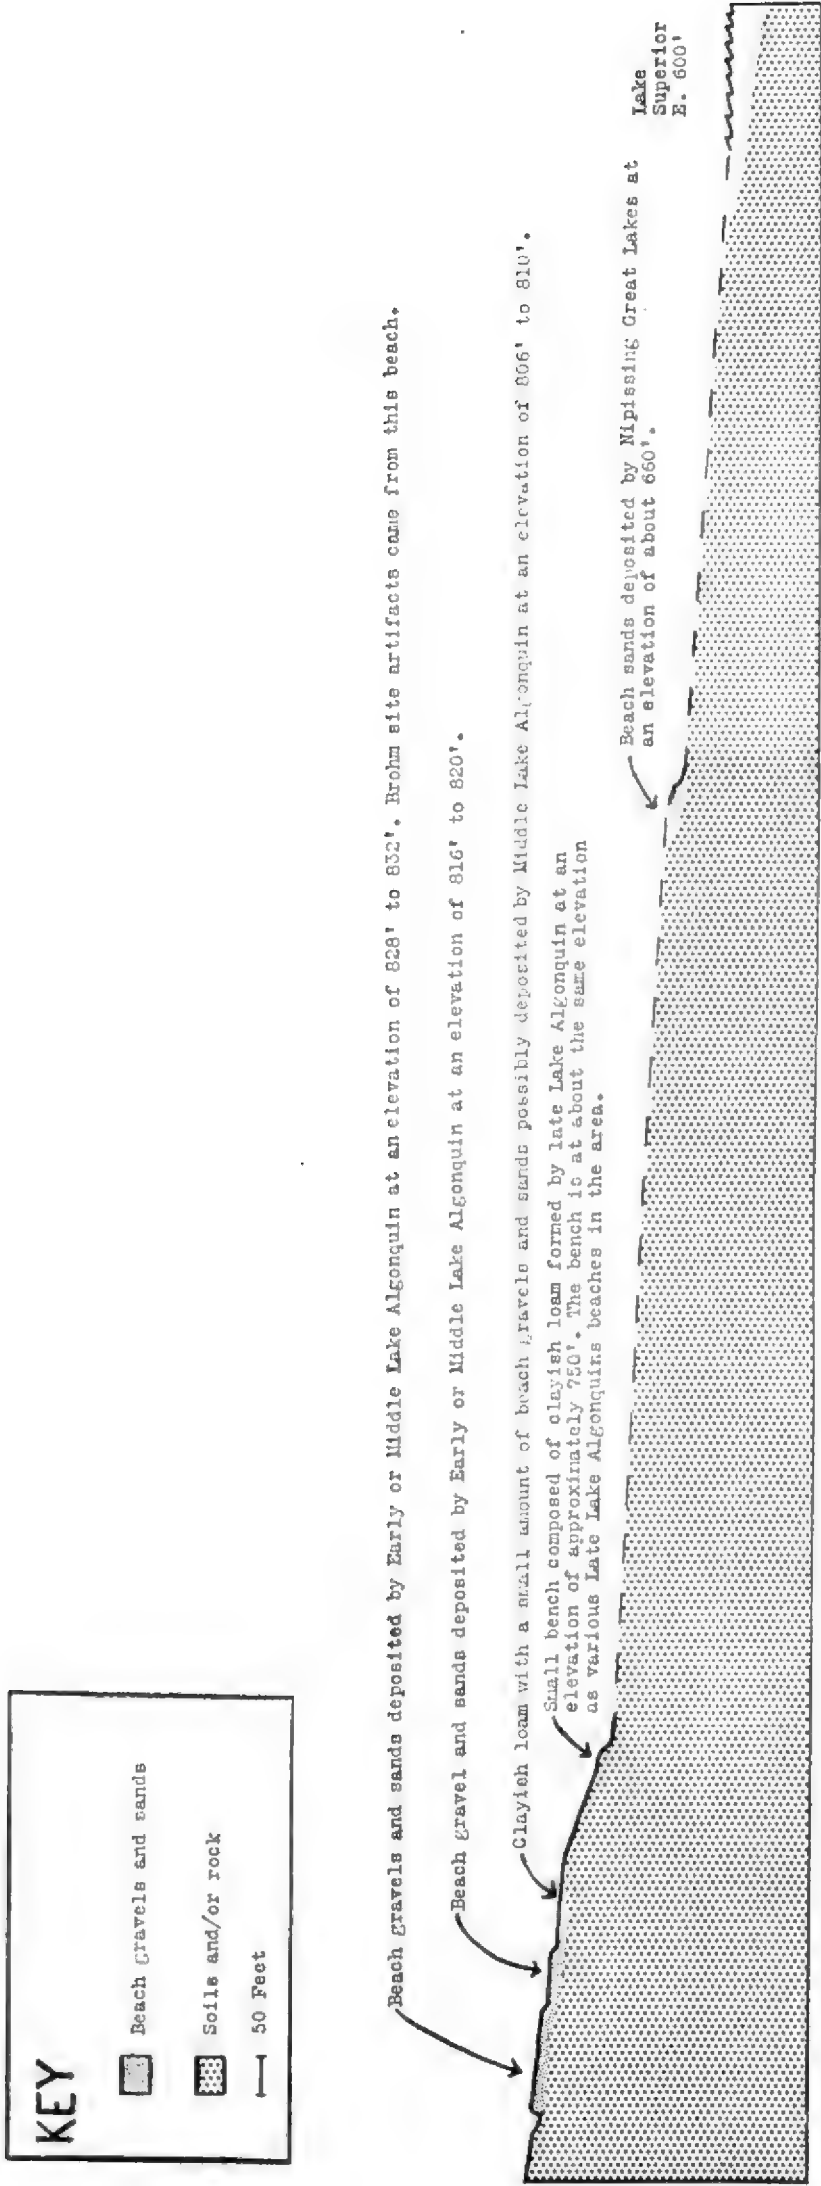 KEY
Beach gravels and sands
Soils and/or rock
50 Feet
Beach gravels and sands deposited by Early or Middle Lake Algonquin at an elevation of 828' to 832'. Brohm site artifacts came from this beach.
Beach gravel and sands deposited by Early or Middle Lake Algonquin at an elevation of 816' to 820'.
Clayish loam with a small amount of beach gravels and sands possibly deposited by Middle Lake Algonquin at an elevation of 806' to 810'.
Small bench composed of clayish loam formed by late Lake Algonquin at an
elevation of approximately 750'. The bench is at about the same elevation
as various Late Lake Algonquins beaches in the area.
Beach sands deposited by Nipissing Great Lakes at
an elevation of about 660'.
Lake
Superior
E. 600'